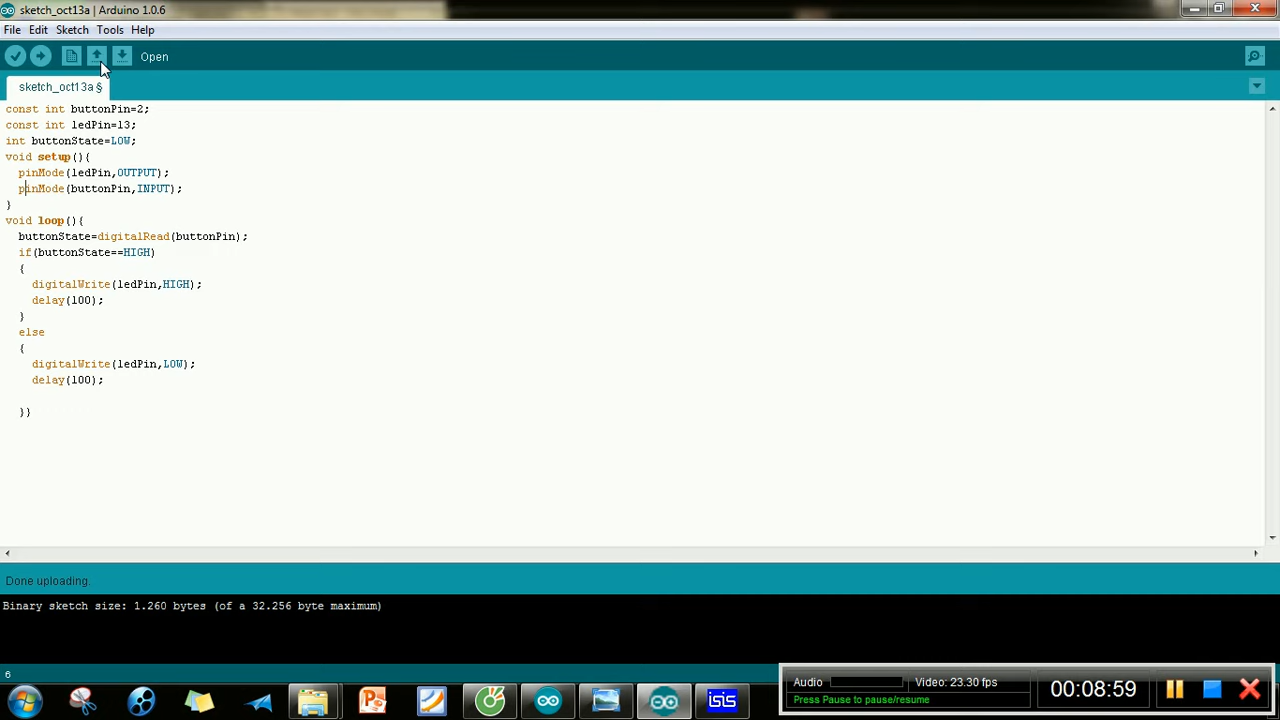 sketch_oct13a | Arduino 1.0.6
File Edit Sketch Tools Help
Open
sketch_oct13a §
const int buttonPin=2;
const int ledPin=13;
int buttonState=LOW;
void setup(){
  pinMode(ledPin,OUTPUT);
  pinMode(buttonPin,INPUT);
}
void loop(){
  buttonState=digitalRead(buttonPin);
  if(buttonState==HIGH)
  {
    digitalWrite(ledPin,HIGH);
    delay(100);
  }
  else
  {
    digitalWrite(ledPin,LOW);
    delay(100);
  }}
Done uploading.
Binary sketch size: 1.260 bytes (of a 32.256 byte maximum)
6
Audio Video: 23.30 fps
Press Pause to pause/resume
00:08:59
isis